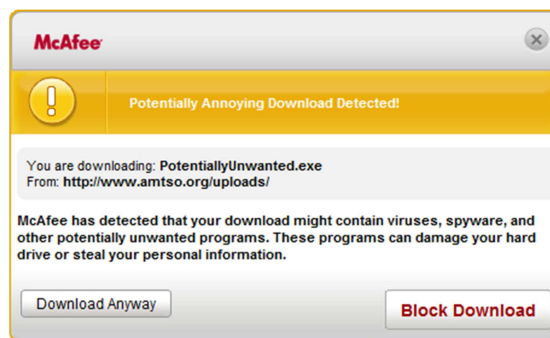 McAfee
Potentially Annoying Download Detected!
You are downloading: PotentiallyUnwanted.exe
From: http://www.amtso.org/uploads/
McAfee has detected that your download might contain viruses, spyware, and
other potentially unwanted programs. These programs can damage your hard
drive or steal your personal information.
Download Anyway
Block Download